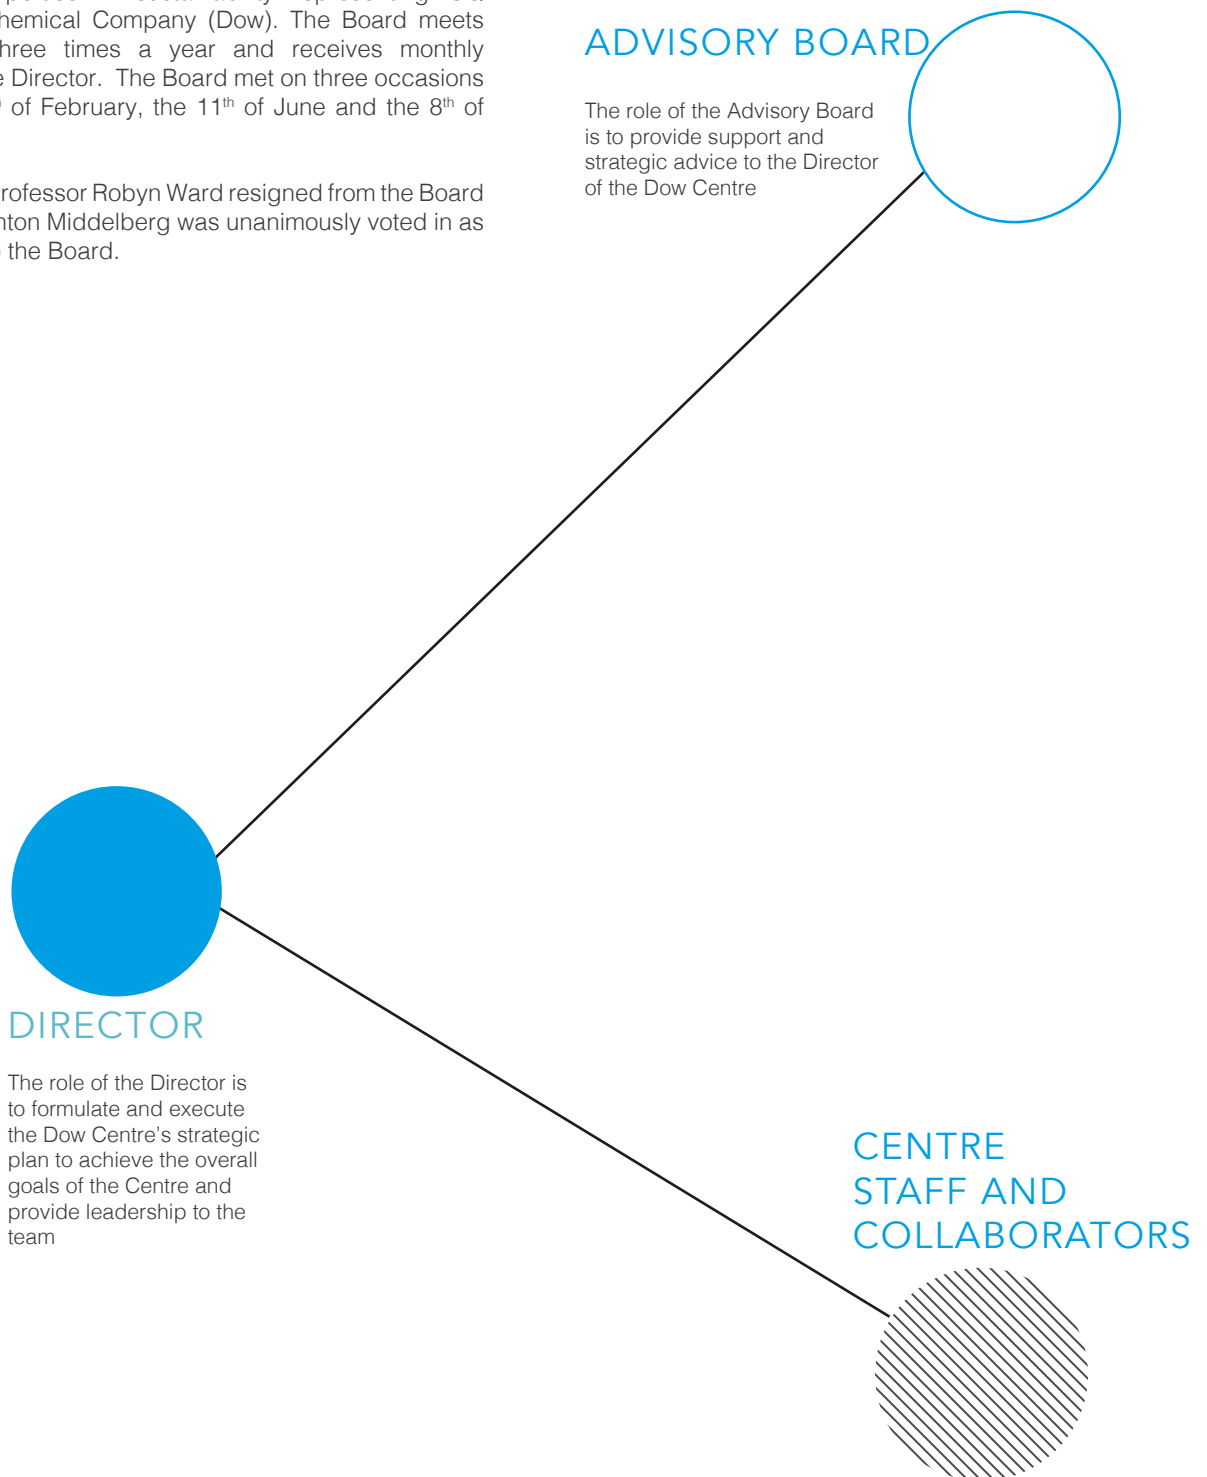 hemical Company (Dow). The Board meets
hree times a year and receives monthly
e Director. The Board met on three occasions
of February, the 11th of June and the 8th of
rofessor Robyn Ward resigned from the Board
nton Middelberg was unanimously voted in as
the Board.
ADVISORY BOARD
The role of the Advisory Board
is to provide support and
strategic advice to the Director
of the Dow Centre
DIRECTOR
The role of the Director is
to formulate and execute
the Dow Centre’s strategic
plan to achieve the overall
goals of the Centre and
provide leadership to the
team
CENTRE
STAFF AND
COLLABORATORS